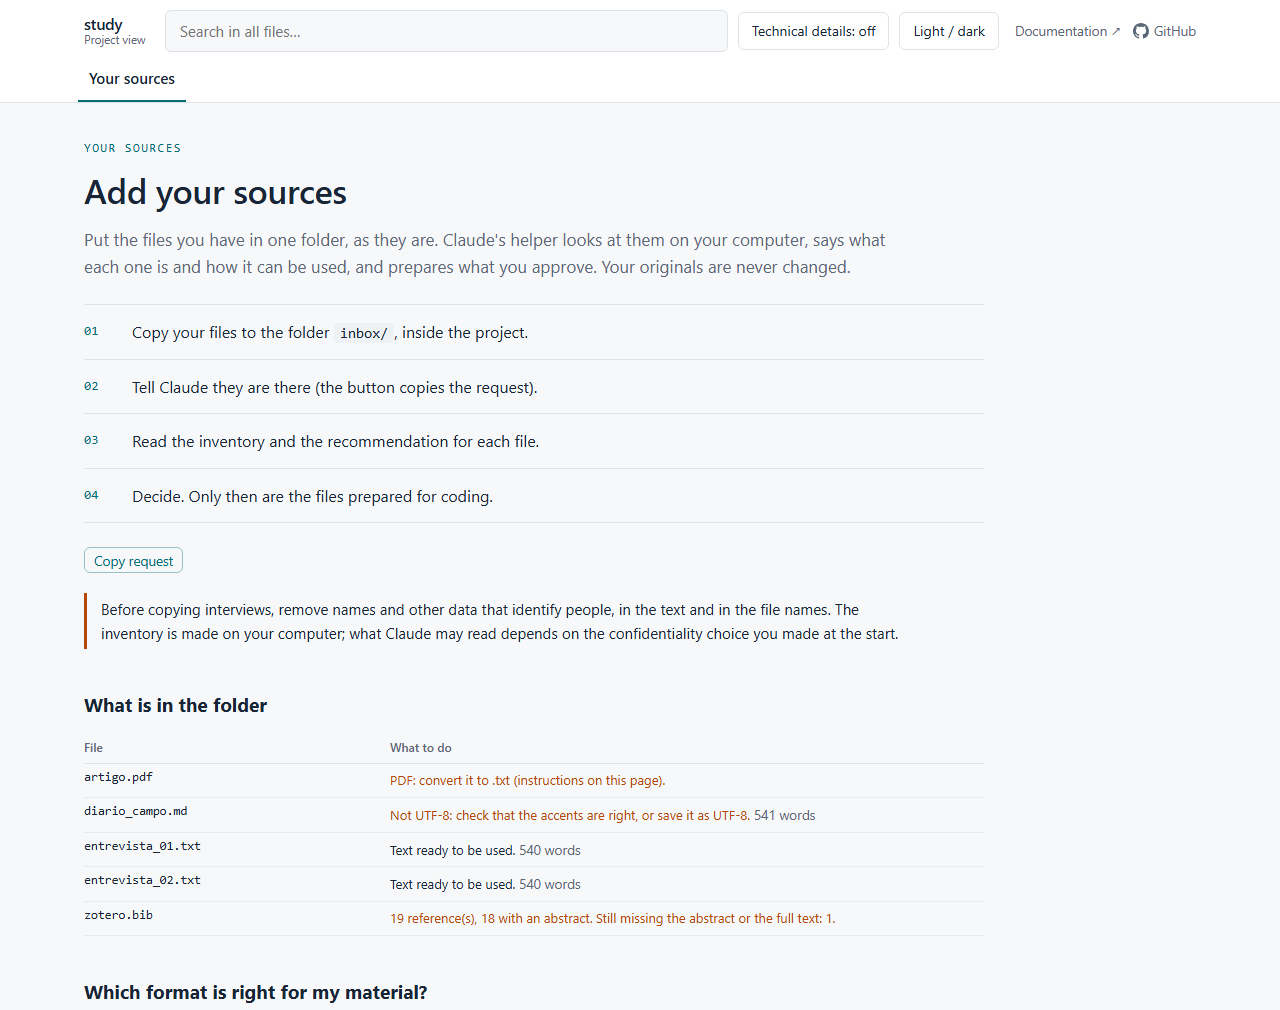 study
Project view
Search in all files...
Technical details: off
Light / dark
Documentation ↗
GitHub
Your sources
YOUR SOURCES
Add your sources
Put the files you have in one folder, as they are. Claude's helper looks at them on your computer, says what
each one is and how it can be used, and prepares what you approve. Your originals are never changed.
01 Copy your files to the folder inbox/ , inside the project.
02 Tell Claude they are there (the button copies the request).
03 Read the inventory and the recommendation for each file.
04 Decide. Only then are the files prepared for coding.
Copy request
Before copying interviews, remove names and other data that identify people, in the text and in the file names. The
inventory is made on your computer; what Claude may read depends on the confidentiality choice you made at the start.
What is in the folder
File What to do
artigo.pdf PDF: convert it to .txt (instructions on this page).
diario_campo.md Not UTF-8: check that the accents are right, or save it as UTF-8. 541 words
entrevista_01.txt Text ready to be used. 540 words
entrevista_02.txt Text ready to be used. 540 words
zotero.bib 19 reference(s), 18 with an abstract. Still missing the abstract or the full text: 1.
Which format is right for my material?